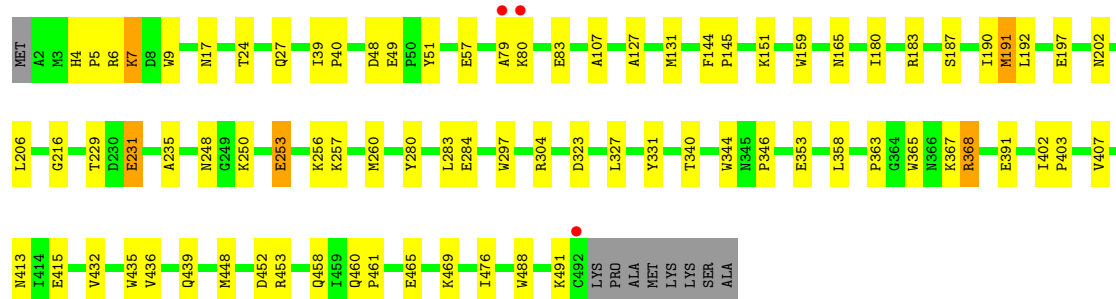 MET A2 M3 H4 P5 R6 K7 D8 W9 N17 T24 Q27 I39 P40 D48 E49 P50 Y51 E57 A79 K80 E83 A107 A127 M131 F144 P145 K151 W159 N165 I180 R183 S187 I190 M191 L192 E197 N202
L206 G216 T229 D230 E231 A235 N248 G249 K250 E253 K256 K257 M260 Y280 L283 E284 W297 R304 D323 L327 Y331 T340 W344 N345 P346 E353 L358 P363 G364 W365 N366 K367 R368 E391 I402 P403 V407
N413 I414 E415 V432 W435 V436 Q439 M448 D452 R453 Q458 I459 Q460 P461 E465 K469 I476 W488 K491 C492 LYS PRO ALA MET LYS LYS SER ALA